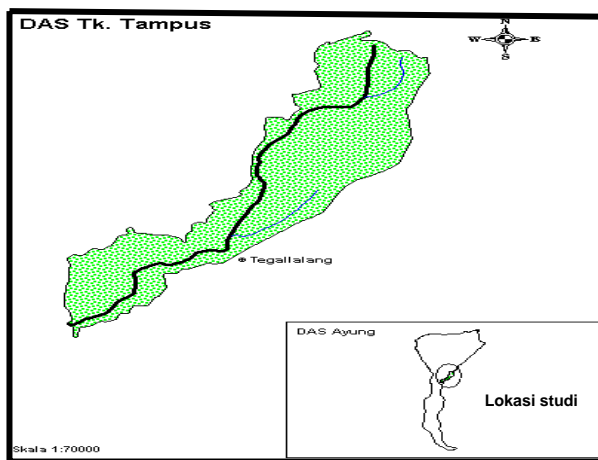 DAS Tk. Tampus
N
W E
S
Tegallalang
DAS Ayung
Lokasi studi
Skala 1:70000